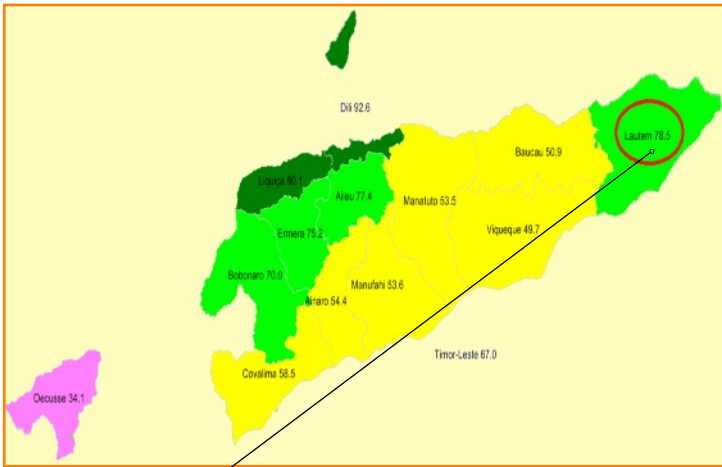 Dili 92.6
Lautem 78.5
Baucau 50.9
Liquiça 80.1
Aileu 77.4
Manatuto 53.5
Viqueque 49.7
Ermera 75.2
Bobonaro 70.0
Manufahi 53.6
Ainaro 54.4
Timor-Leste 67.0
Covalima 58.5
Oecusse 34.1